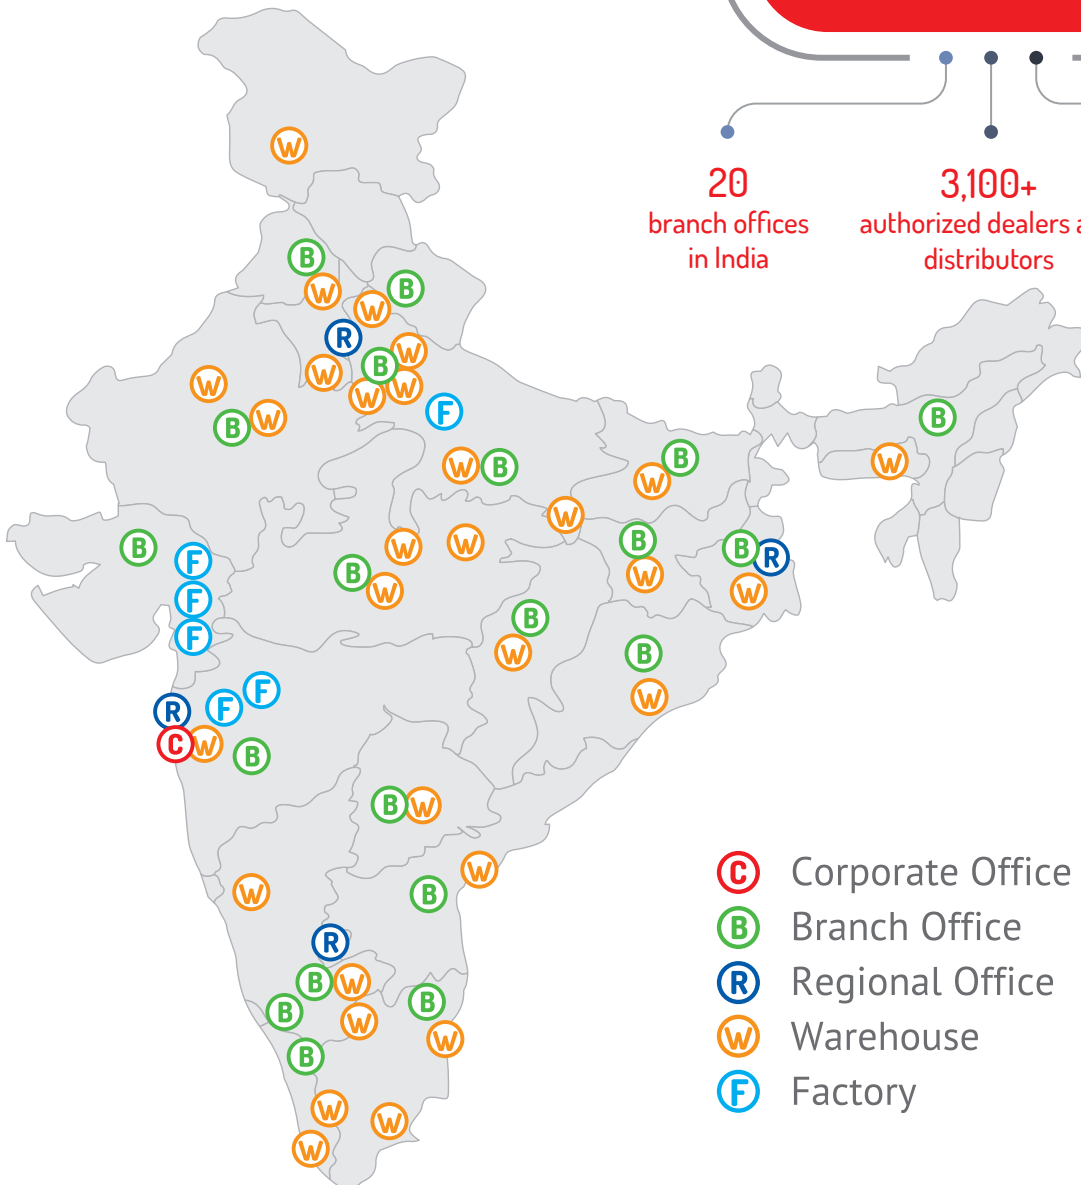 20
branch offices
in India
3,100+
authorized dealers a
distributors
W
B
W
B
W
R
W
B
W
W
W
W
F
W
B
W
B
W
B
B
W
W
B
F
W
W
B
W
B
R
W
B
W
F
F
B
W
B
W
F
F
R
C
W
B
B
W
W
W
B
R
B
W
B
W
B
W
B
W
W
W
C Corporate Office
B Branch Office
R Regional Office
W Warehouse
F Factory